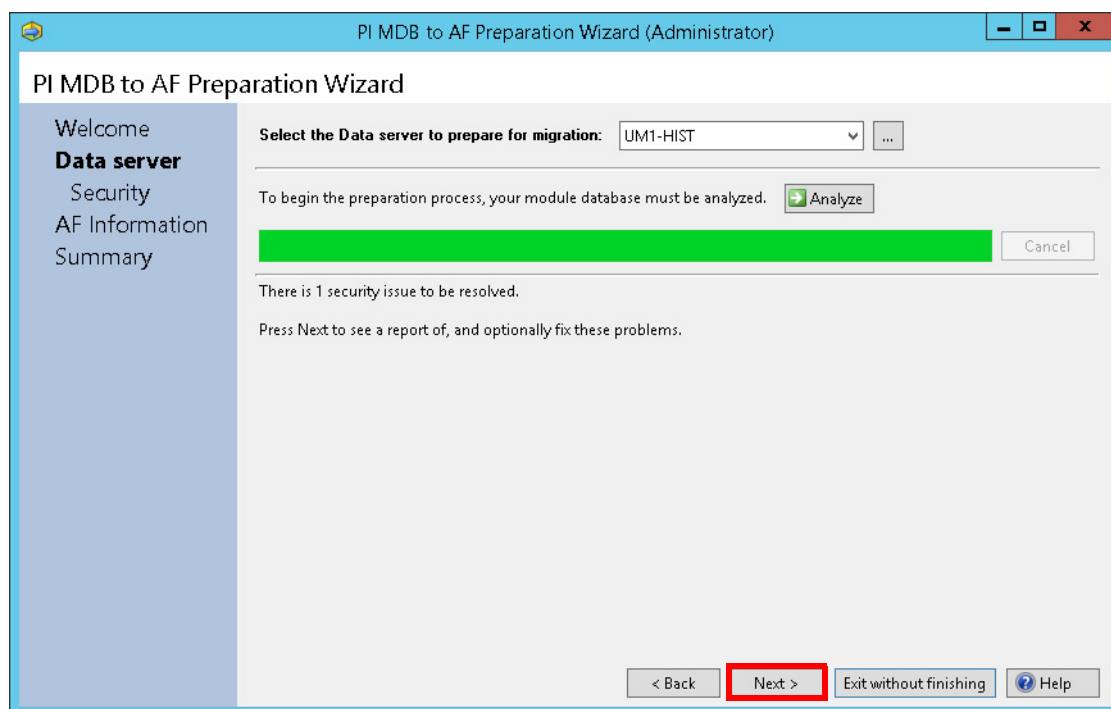 PI MDB to AF Preparation Wizard (Administrator)
PI MDB to AF Preparation Wizard
Welcome
Data server
Security
AF Information
Summary
Select the Data server to prepare for migration: UM1-HIST ...
To begin the preparation process, your module database must be analyzed. Analyze
Cancel
There is 1 security issue to be resolved.
Press Next to see a report of, and optionally fix these problems.
< Back Next > Exit without finishing Help